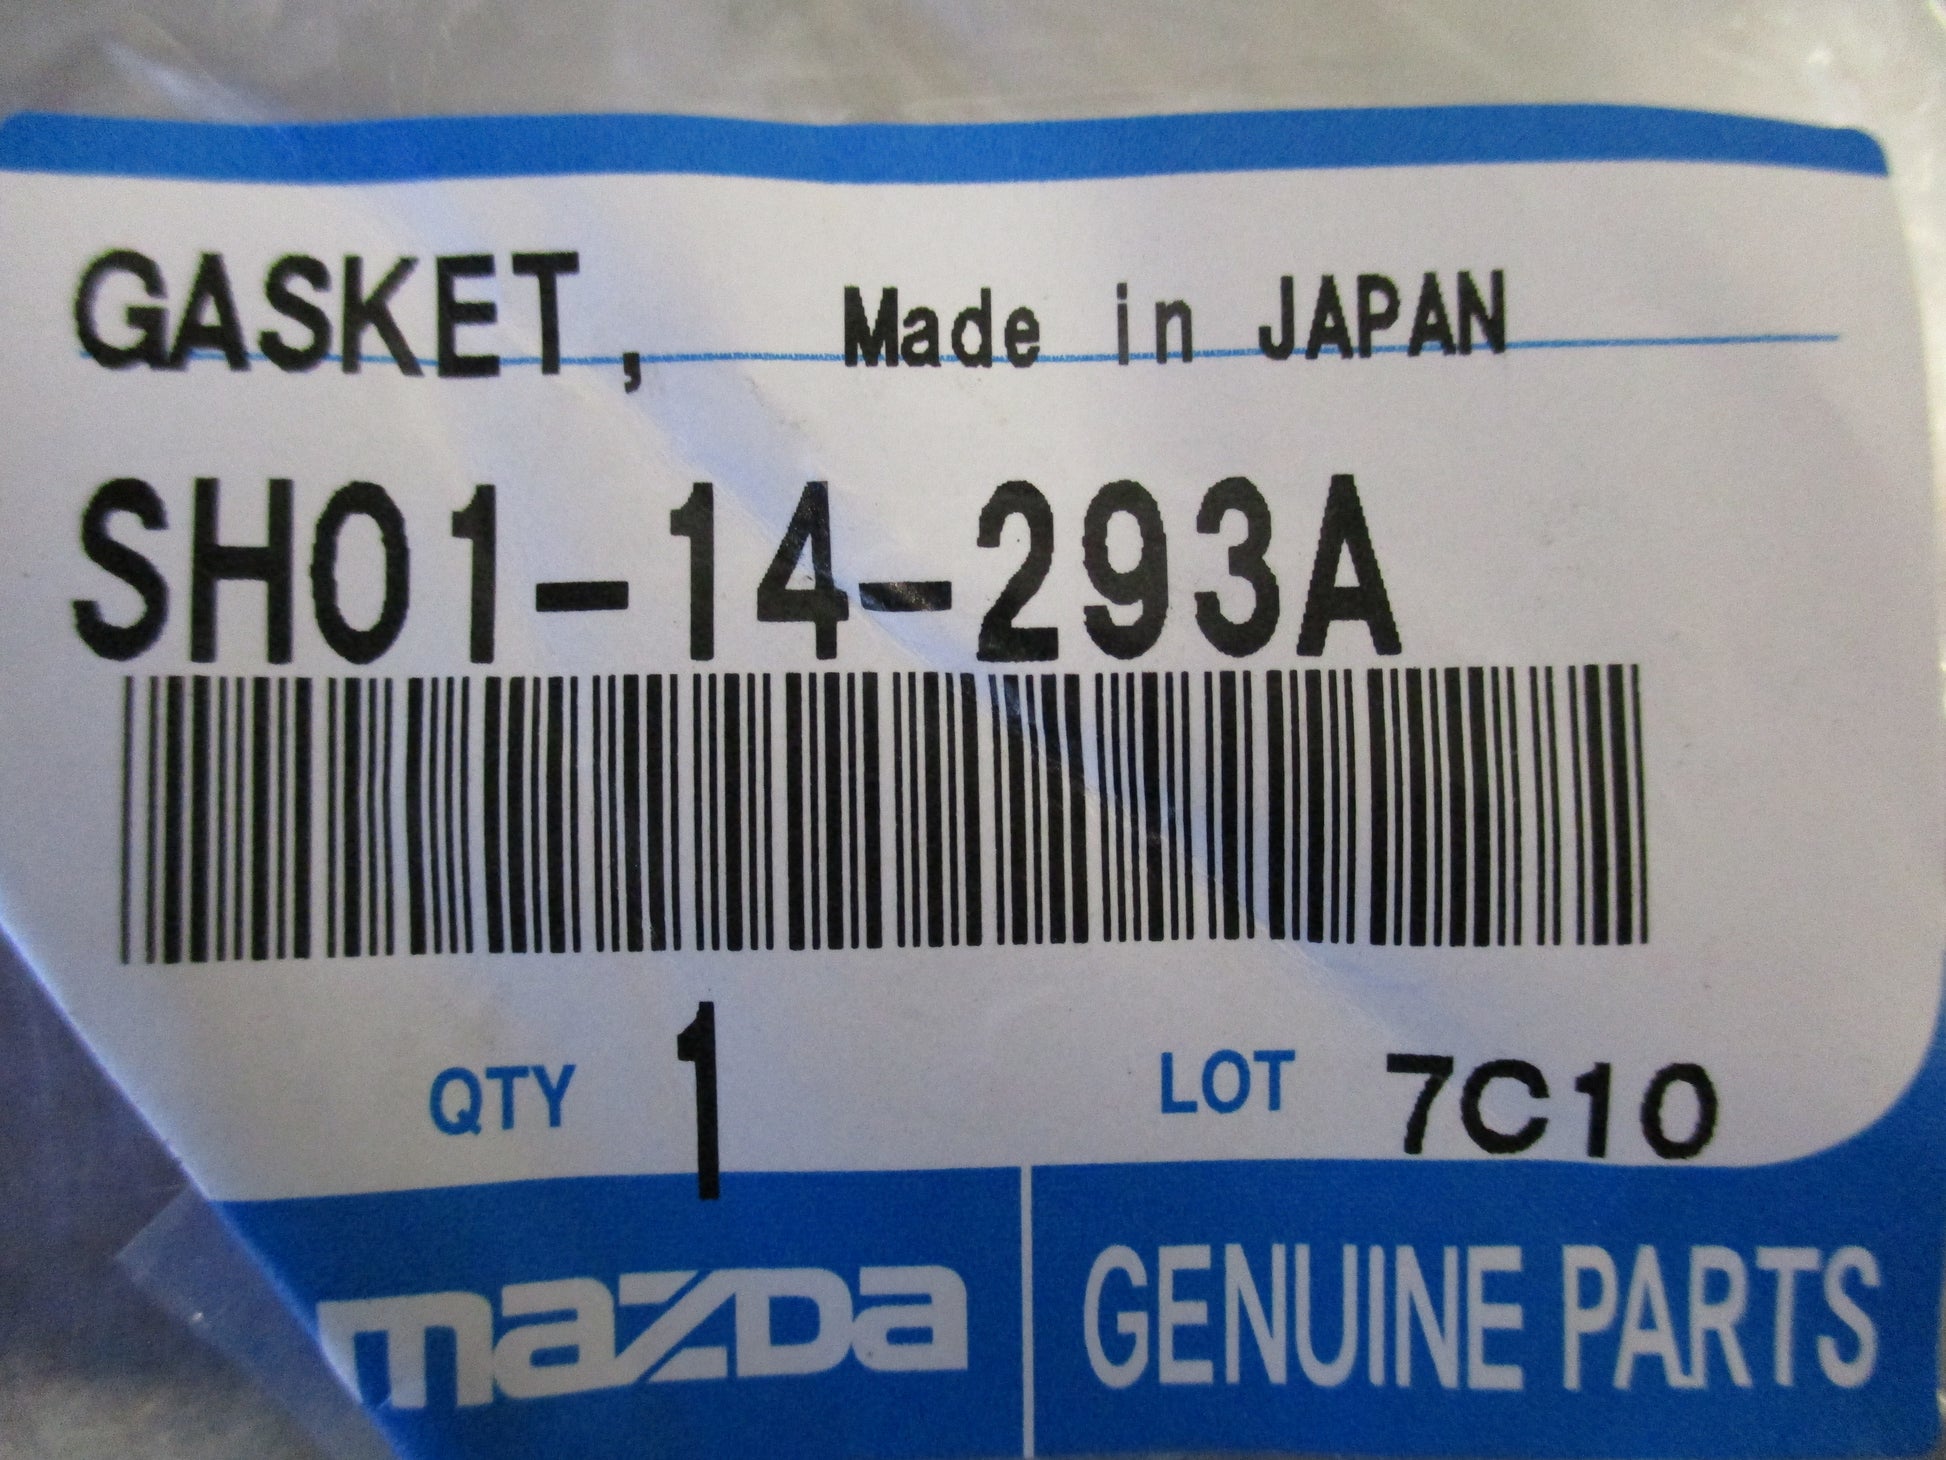 GASKET, Made in JAPAN
SH01-14-293A
QTY 1 LOT 7C10
mazda GENUINE PARTS